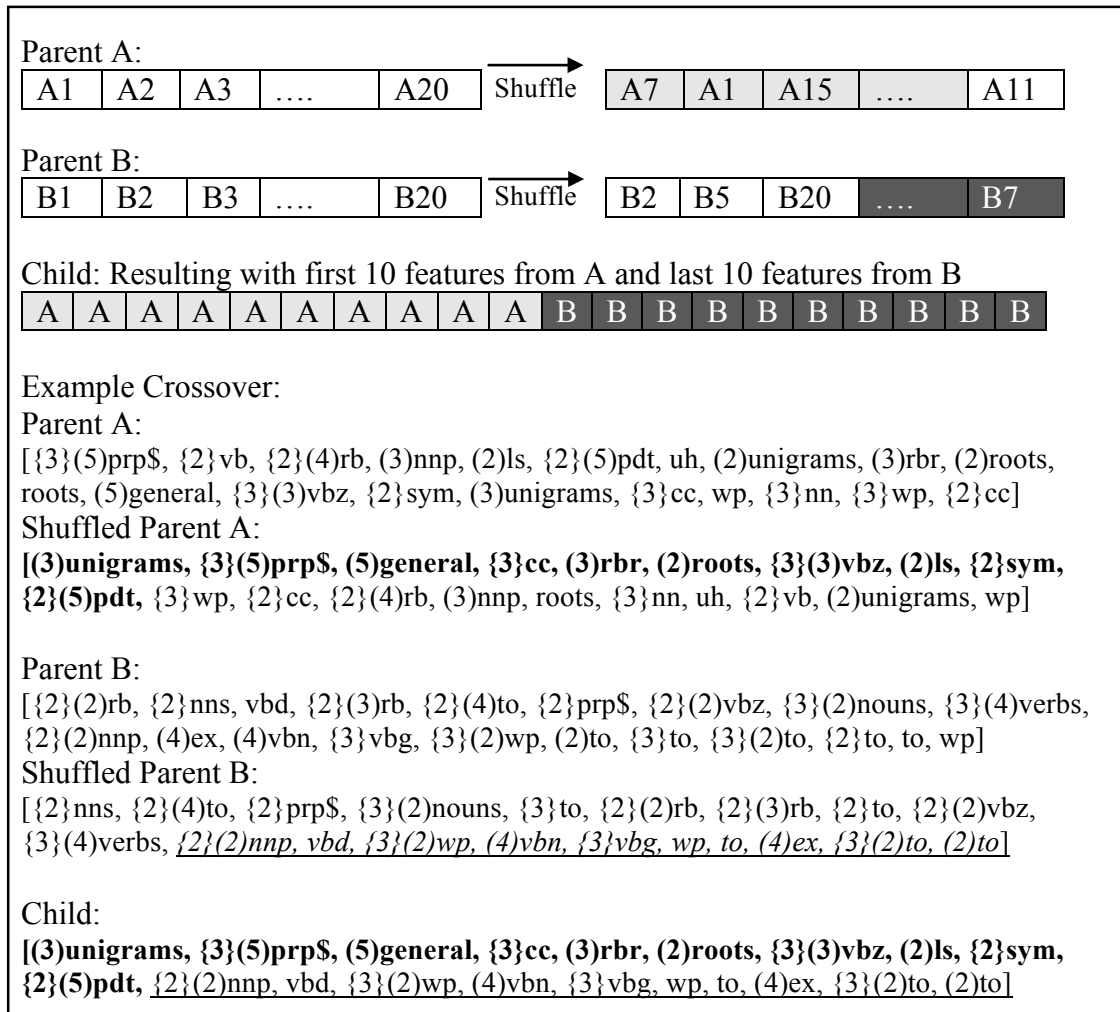 Parent A:
A1 A2 A3 …. A20 Shuffle A7 A1 A15 …. A11
Parent B:
B1 B2 B3 …. B20 Shuffle B2 B5 B20 …. B7
Child: Resulting with first 10 features from A and last 10 features from B
A A A A A A A A A A B B B B B B B B B B
Example Crossover:
Parent A:
[{3}(5)prp$, {2}vb, {2}(4)rb, (3)nnp, (2)ls, {2}(5)pdt, uh, (2)unigrams, (3)rbr, (2)roots,
roots, (5)general, {3}(3)vbz, {2}sym, (3)unigrams, {3}cc, wp, {3}nn, {3}wp, {2}cc]
Shuffled Parent A:
[(3)unigrams, {3}(5)prp$, (5)general, {3}cc, (3)rbr, (2)roots, {3}(3)vbz, (2)ls, {2}sym,
{2}(5)pdt, {3}wp, {2}cc, {2}(4)rb, (3)nnp, roots, {3}nn, uh, {2}vb, (2)unigrams, wp]
Parent B:
[{2}(2)rb, {2}nns, vbd, {2}(3)rb, {2}(4)to, {2}prp$, {2}(2)vbz, {3}(2)nouns, {3}(4)verbs,
{2}(2)nnp, (4)ex, (4)vbn, {3}vbg, {3}(2)wp, (2)to, {3}to, {3}(2)to, {2}to, to, wp]
Shuffled Parent B:
[{2}nns, {2}(4)to, {2}prp$, {3}(2)nouns, {3}to, {2}(2)rb, {2}(3)rb, {2}to, {2}(2)vbz,
{3}(4)verbs, {2}(2)nnp, vbd, {3}(2)wp, (4)vbn, {3}vbg, wp, to, (4)ex, {3}(2)to, (2)to]
Child:
[(3)unigrams, {3}(5)prp$, (5)general, {3}cc, (3)rbr, (2)roots, {3}(3)vbz, (2)ls, {2}sym,
{2}(5)pdt, {2}(2)nnp, vbd, {3}(2)wp, (4)vbn, {3}vbg, wp, to, (4)ex, {3}(2)to, (2)to]